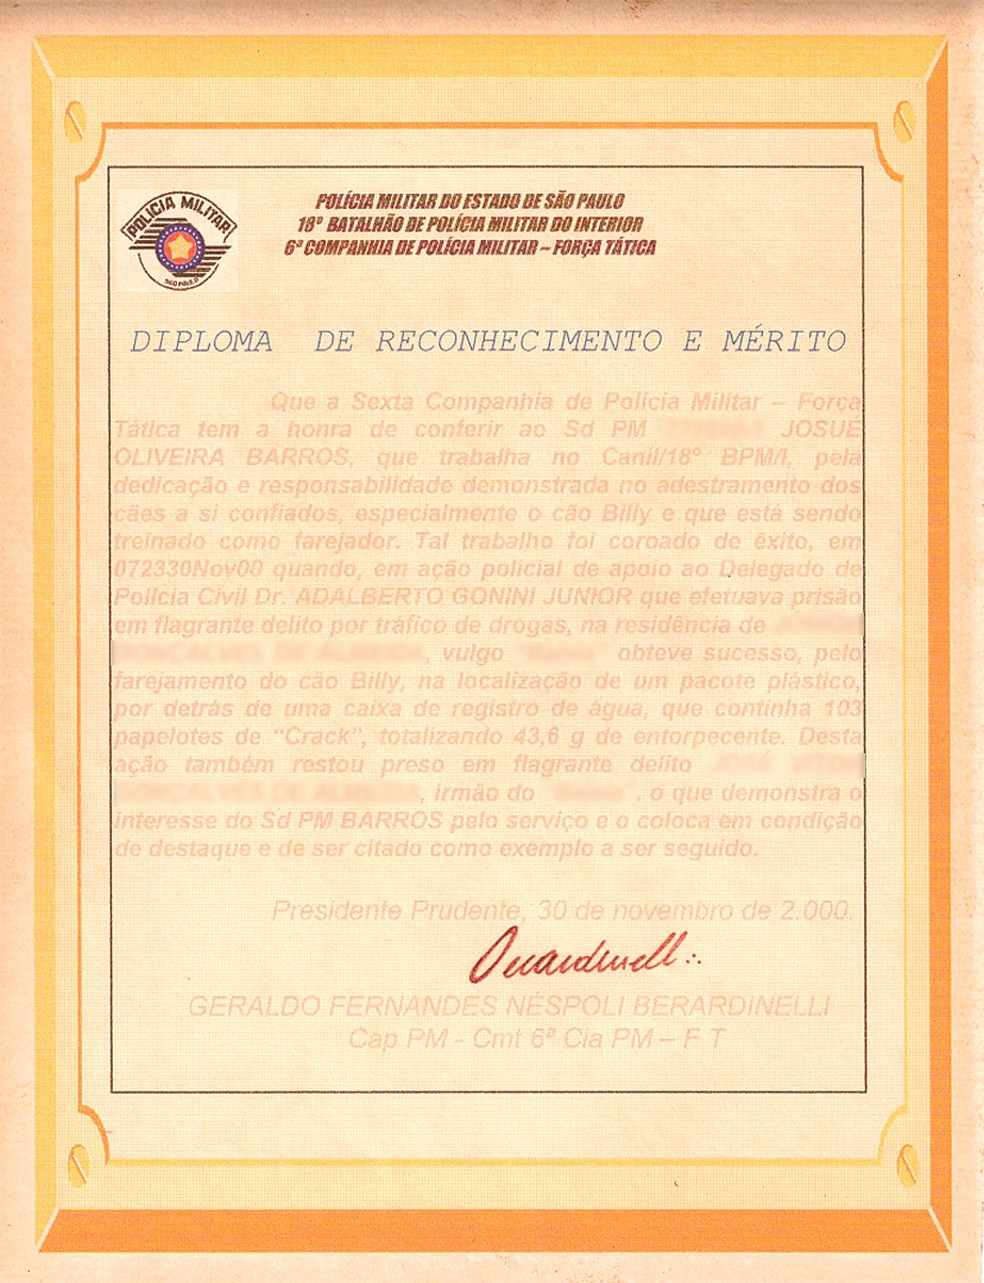 POLÍCIA MILITAR
SÃO PAULO
POLÍCIA MILITAR DO ESTADO DE SÃO PAULO
18º BATALHÃO DE POLÍCIA MILITAR DO INTERIOR
6ª COMPANHIA DE POLÍCIA MILITAR – FORÇA TÁTICA
DIPLOMA DE RECONHECIMENTO E MÉRITO
Que a Sexta Companhia de Polícia Militar – Força
Tática tem a honra de conferir ao Sd PM JOSUÉ
OLIVEIRA BARROS, que trabalha no Canil/18º BPM/I, pela
dedicação e responsabilidade demonstrada no adestramento dos
cães a si confiados, especialmente o cão Billy e que está sendo
treinado como farejador. Tal trabalho foi coroado de êxito, em
072330Nov00 quando, em ação policial de apoio ao Delegado de
Polícia Civil Dr. ADALBERTO GONINI JUNIOR que efetuava prisão
em flagrante delito por tráfico de drogas, na residência de
, vulgo obteve sucesso, pelo
farejamento do cão Billy, na localização de um pacote plástico,
por detrás de uma caixa de registro de água, que continha 103
papelotes de "Crack", totalizando 43,6 g de entorpecente. Desta
ação também restou preso em flagrante delito
, irmão do , o que demonstra o
interesse do Sd PM BARROS pelo serviço e o coloca em condição
de destaque e de ser citado como exemplo a ser seguido.
Presidente Prudente, 30 de novembro de 2.000.
GERALDO FERNANDES NÉSPOLI BERARDINELLI
Cap PM - Cmt 6ª Cia PM – F T